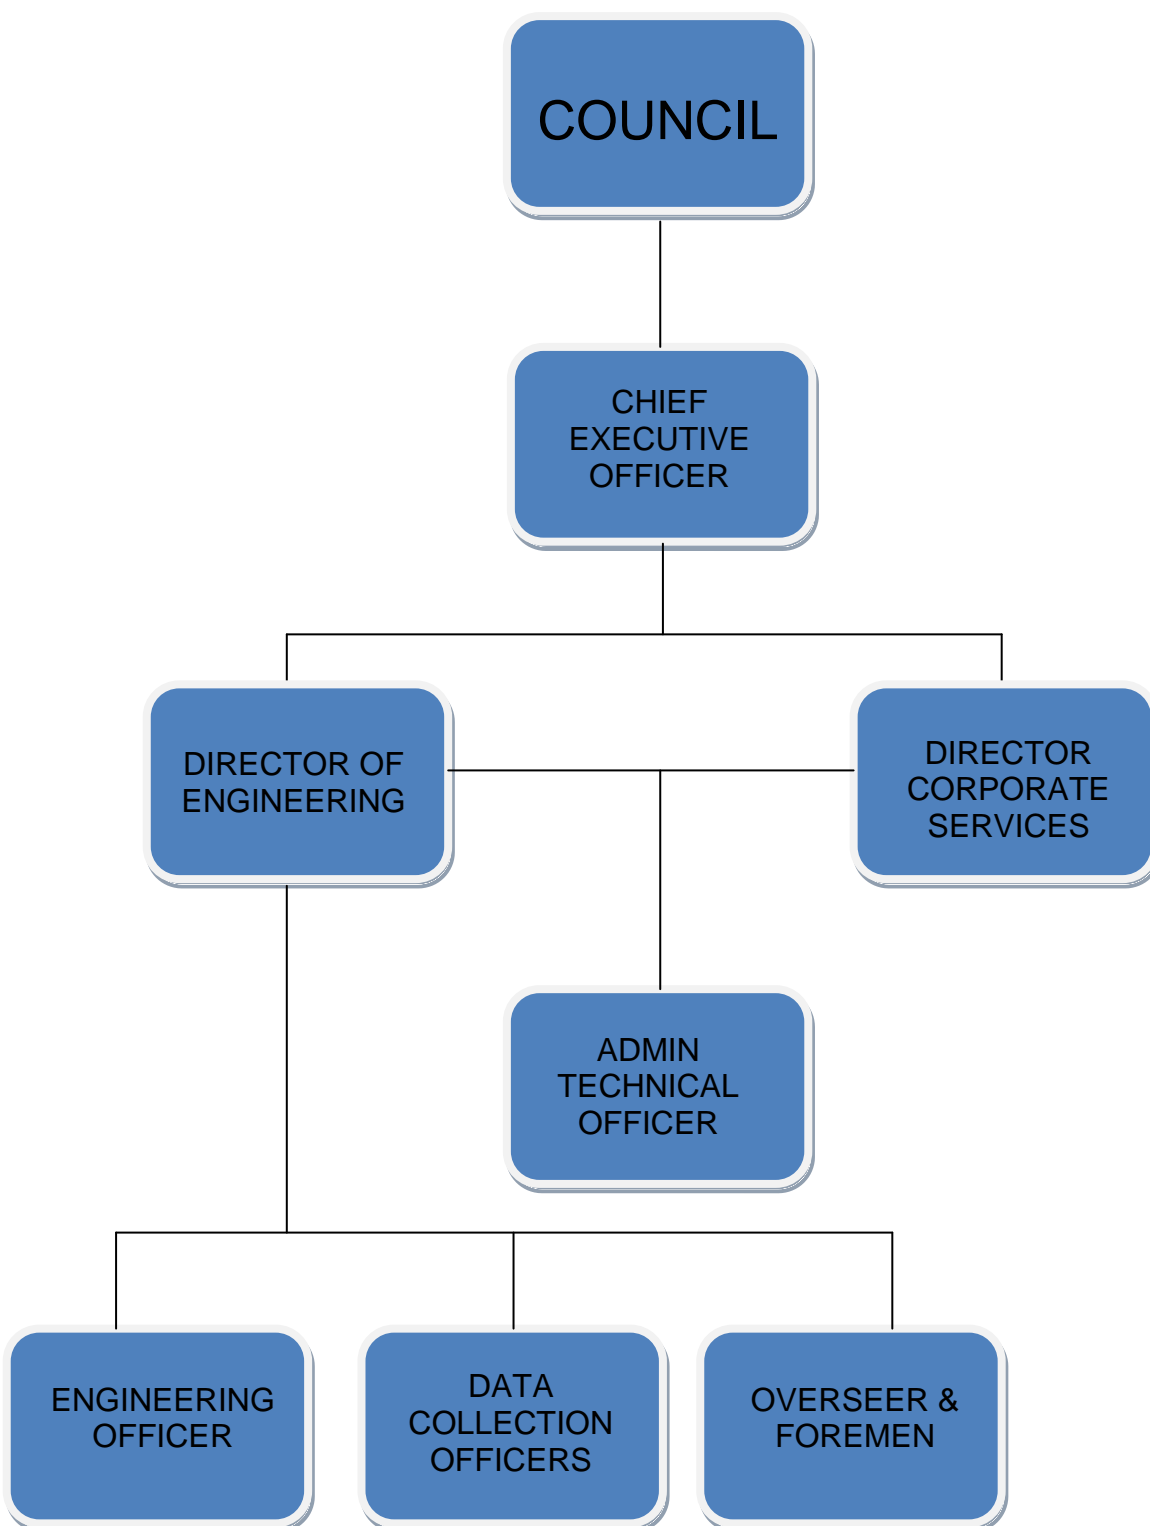 COUNCIL
CHIEF
EXECUTIVE
OFFICER
DIRECTOR OF
ENGINEERING
DIRECTOR
CORPORATE
SERVICES
ADMIN
TECHNICAL
OFFICER
ENGINEERING
OFFICER
DATA
COLLECTION
OFFICERS
OVERSEER &
FOREMEN